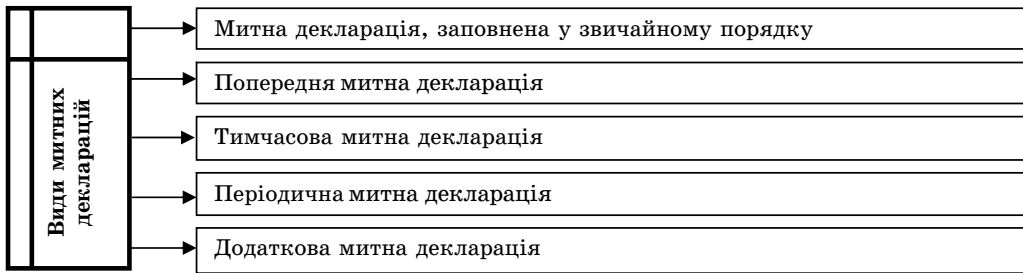 Види митних
декларацій
Митна декларація, заповнена у звичайному порядку
Попередня митна декларація
Тимчасова митна декларація
Періодична митна декларація
Додаткова митна декларація